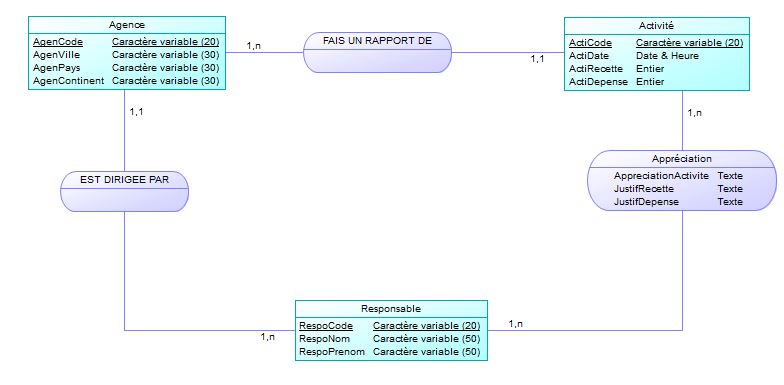 Agence
AgenCode Caractère variable (20)
AgenVille Caractère variable (30)
AgenPays Caractère variable (30)
AgenContinent Caractère variable (30)
1,n
FAIS UN RAPPORT DE
1,1
Activité
ActiCode Caractère variable (20)
ActiDate Date & Heure
ActiRecette Entier
ActiDepense Entier
1,1
1,n
EST DIRIGEE PAR
Appréciation
AppreciationActivite Texte
JustifRecette Texte
JustifDepense Texte
Responsable
RespoCode Caractère variable (20)
RespoNom Caractère variable (50)
RespoPrenom Caractère variable (50)
1,n
1,n